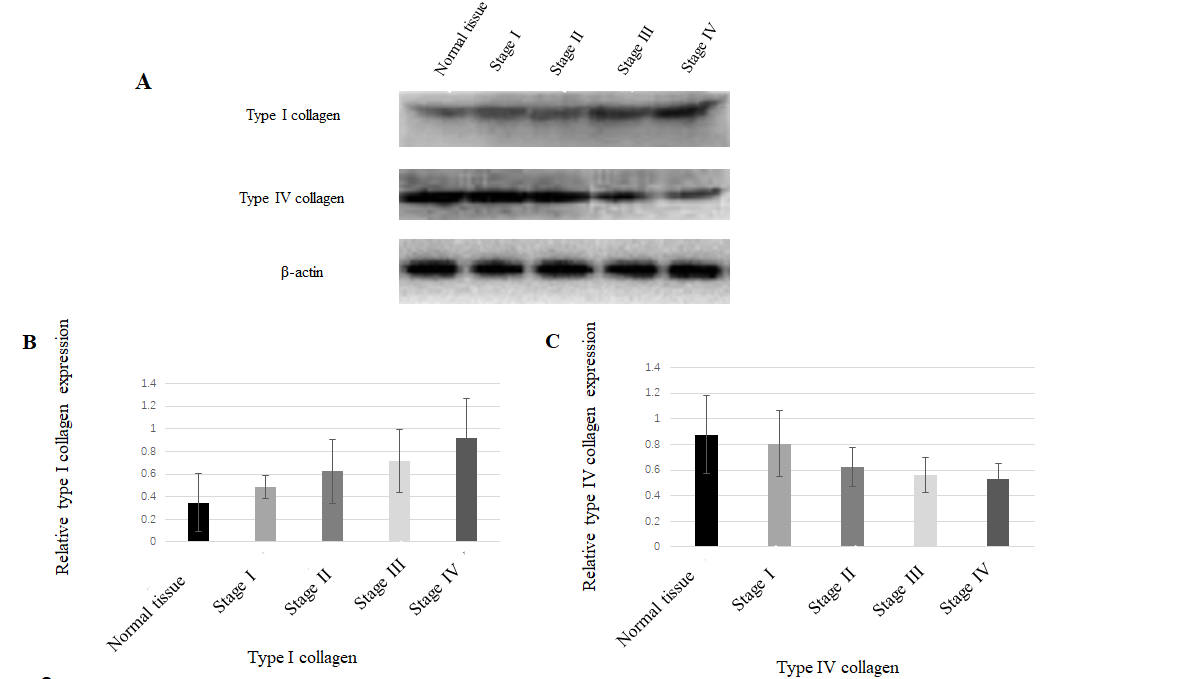 Normal tissue
Stage I
Stage II
Stage III
Stage IV
A
Type I collagen
Type IV collagen
β-actin
B
Relative type I collagen expression
1.4
1.2
1
0.8
0.6
0.4
0.2
0
Normal tissue
Stage I
Stage II
Stage III
Stage IV
Type I collagen
C
Relative type IV collagen expression
1.4
1.2
1
0.8
0.6
0.4
0.2
0
Normal tissue
Stage I
Stage II
Stage III
Stage IV
Type IV collagen